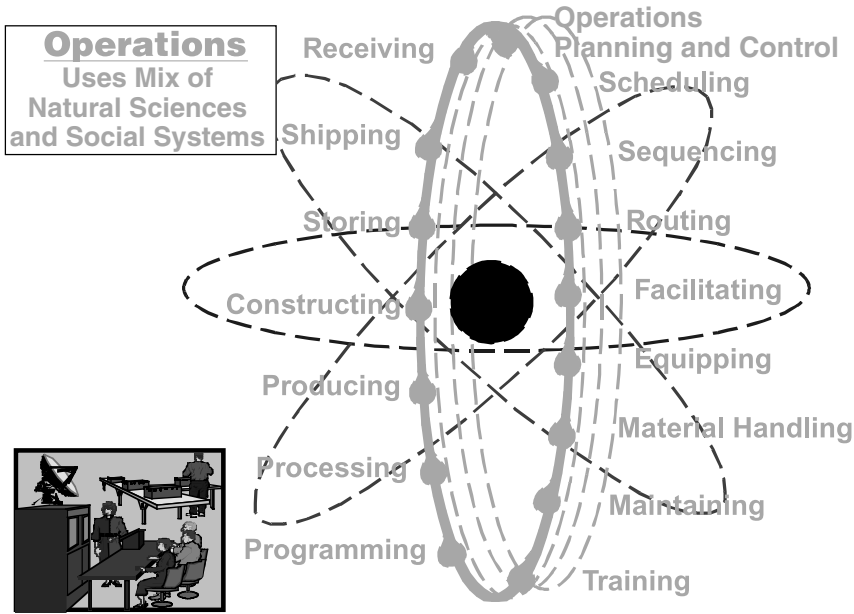 Operations
Uses Mix of
Natural Sciences
and Social Systems
Receiving
Shipping
Storing
Constructing
Producing
Processing
Programming
Operations
Planning and Control
Scheduling
Sequencing
Routing
Facilitating
Equipping
Material Handling
Maintaining
Training